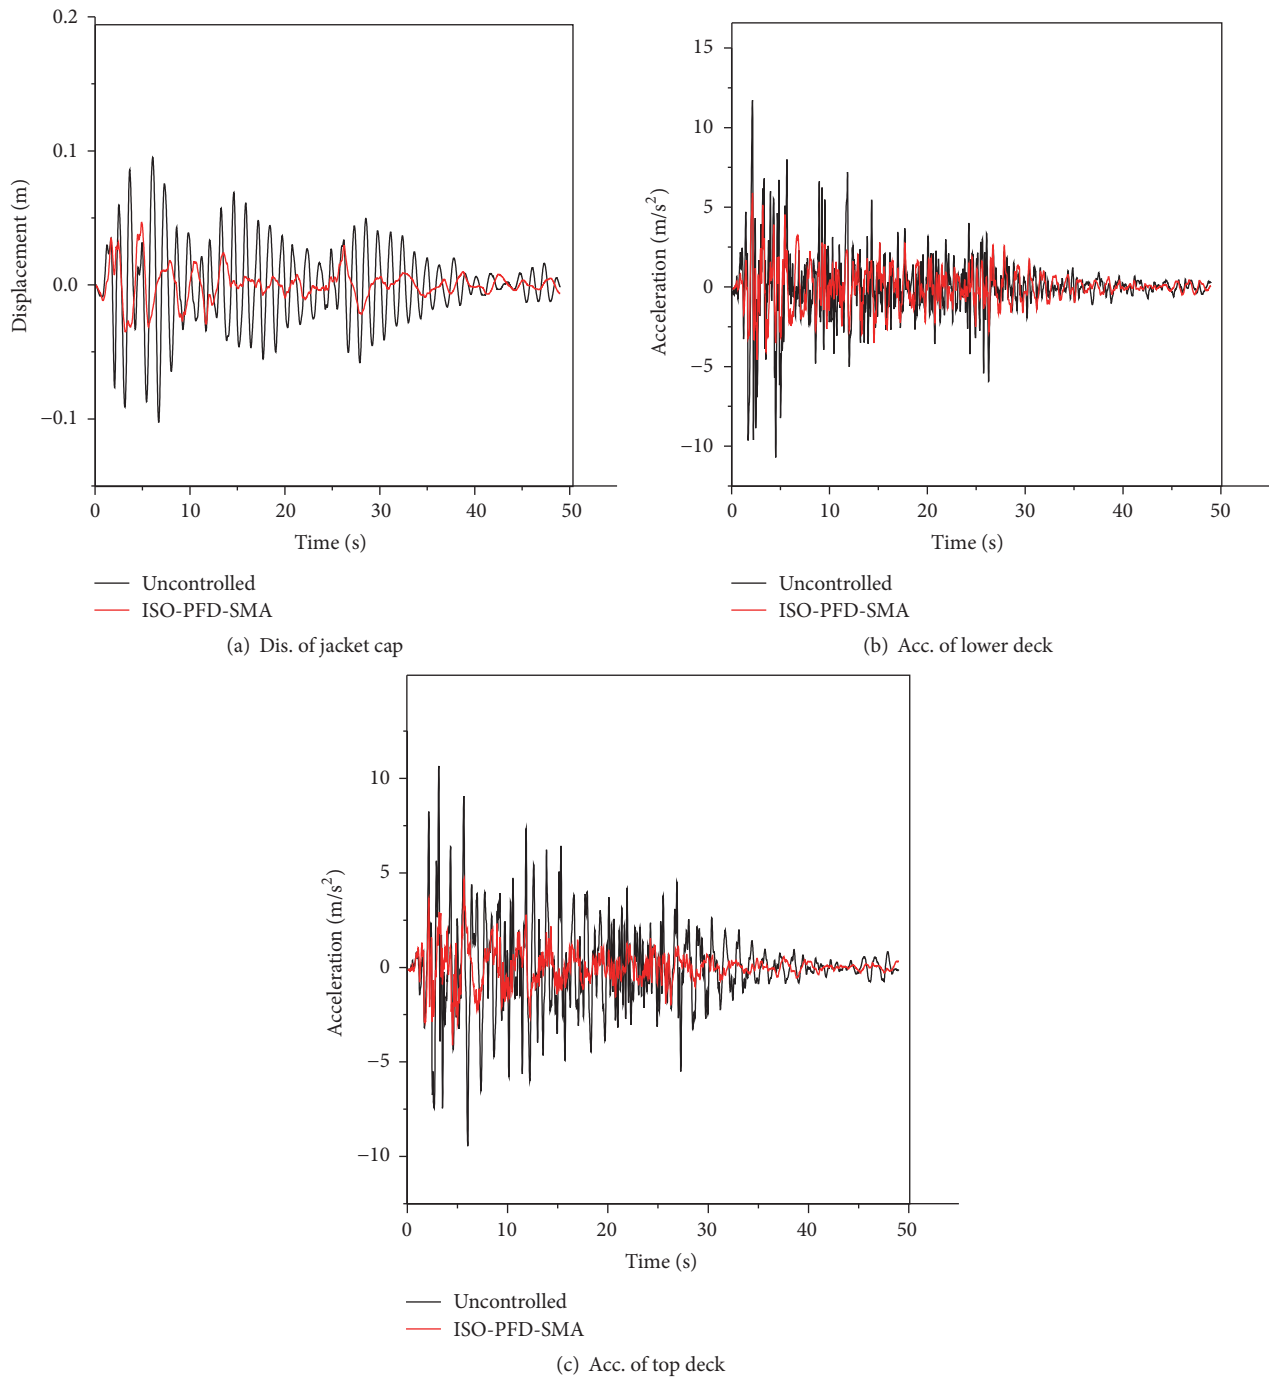 0.2
0.1
0.0
−0.1
Displacement (m)
0 10 20 30 40 50
Time (s)
Uncontrolled
ISO-PFD-SMA
(a) Dis. of jacket cap
15
10
5
0
−5
−10
Acceleration (m/s²)
0 10 20 30 40 50
Time (s)
Uncontrolled
ISO-PFD-SMA
(b) Acc. of lower deck
10
5
0
−5
−10
Acceleration (m/s²)
0 10 20 30 40 50
Time (s)
Uncontrolled
ISO-PFD-SMA
(c) Acc. of top deck